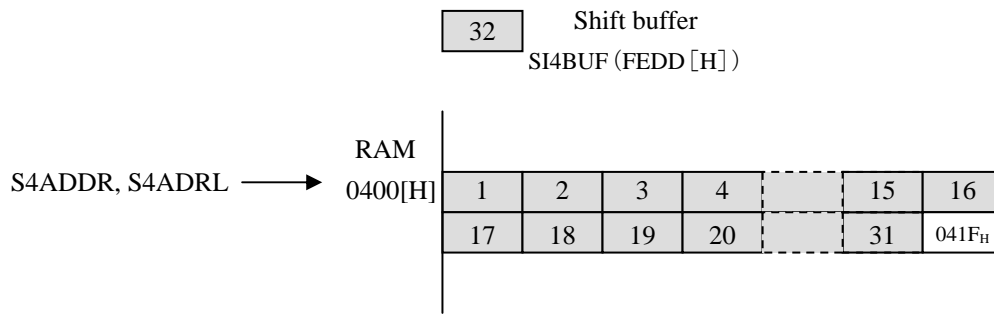 32 Shift buffer
SI4BUF (FEDD [H])
RAM
S4ADDR, S4ADRL 0400[H] 1 2 3 4 15 16
17 18 19 20 31 041FH